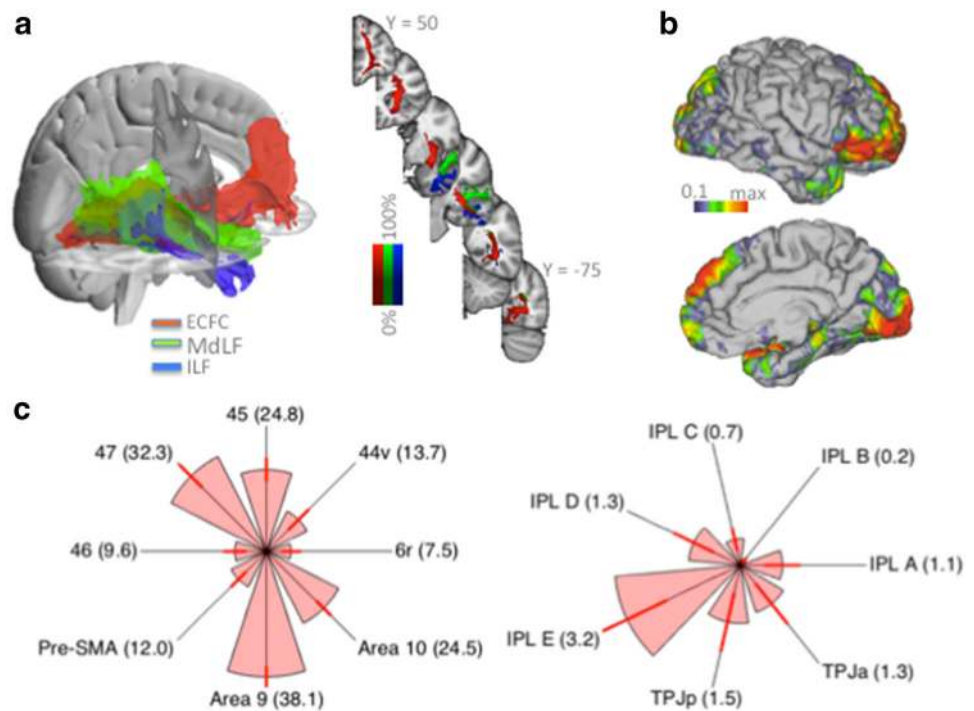 a
Y = 50
b
0.1 max
100%
0%
Y = -75
ECFC
MdLF
ILF
c
45 (24.8)
47 (32.3)
44v (13.7)
46 (9.6)
6r (7.5)
Pre-SMA (12.0)
Area 10 (24.5)
Area 9 (38.1)
IPL C (0.7)
IPL B (0.2)
IPL D (1.3)
IPL A (1.1)
IPL E (3.2)
TPJa (1.3)
TPJp (1.5)